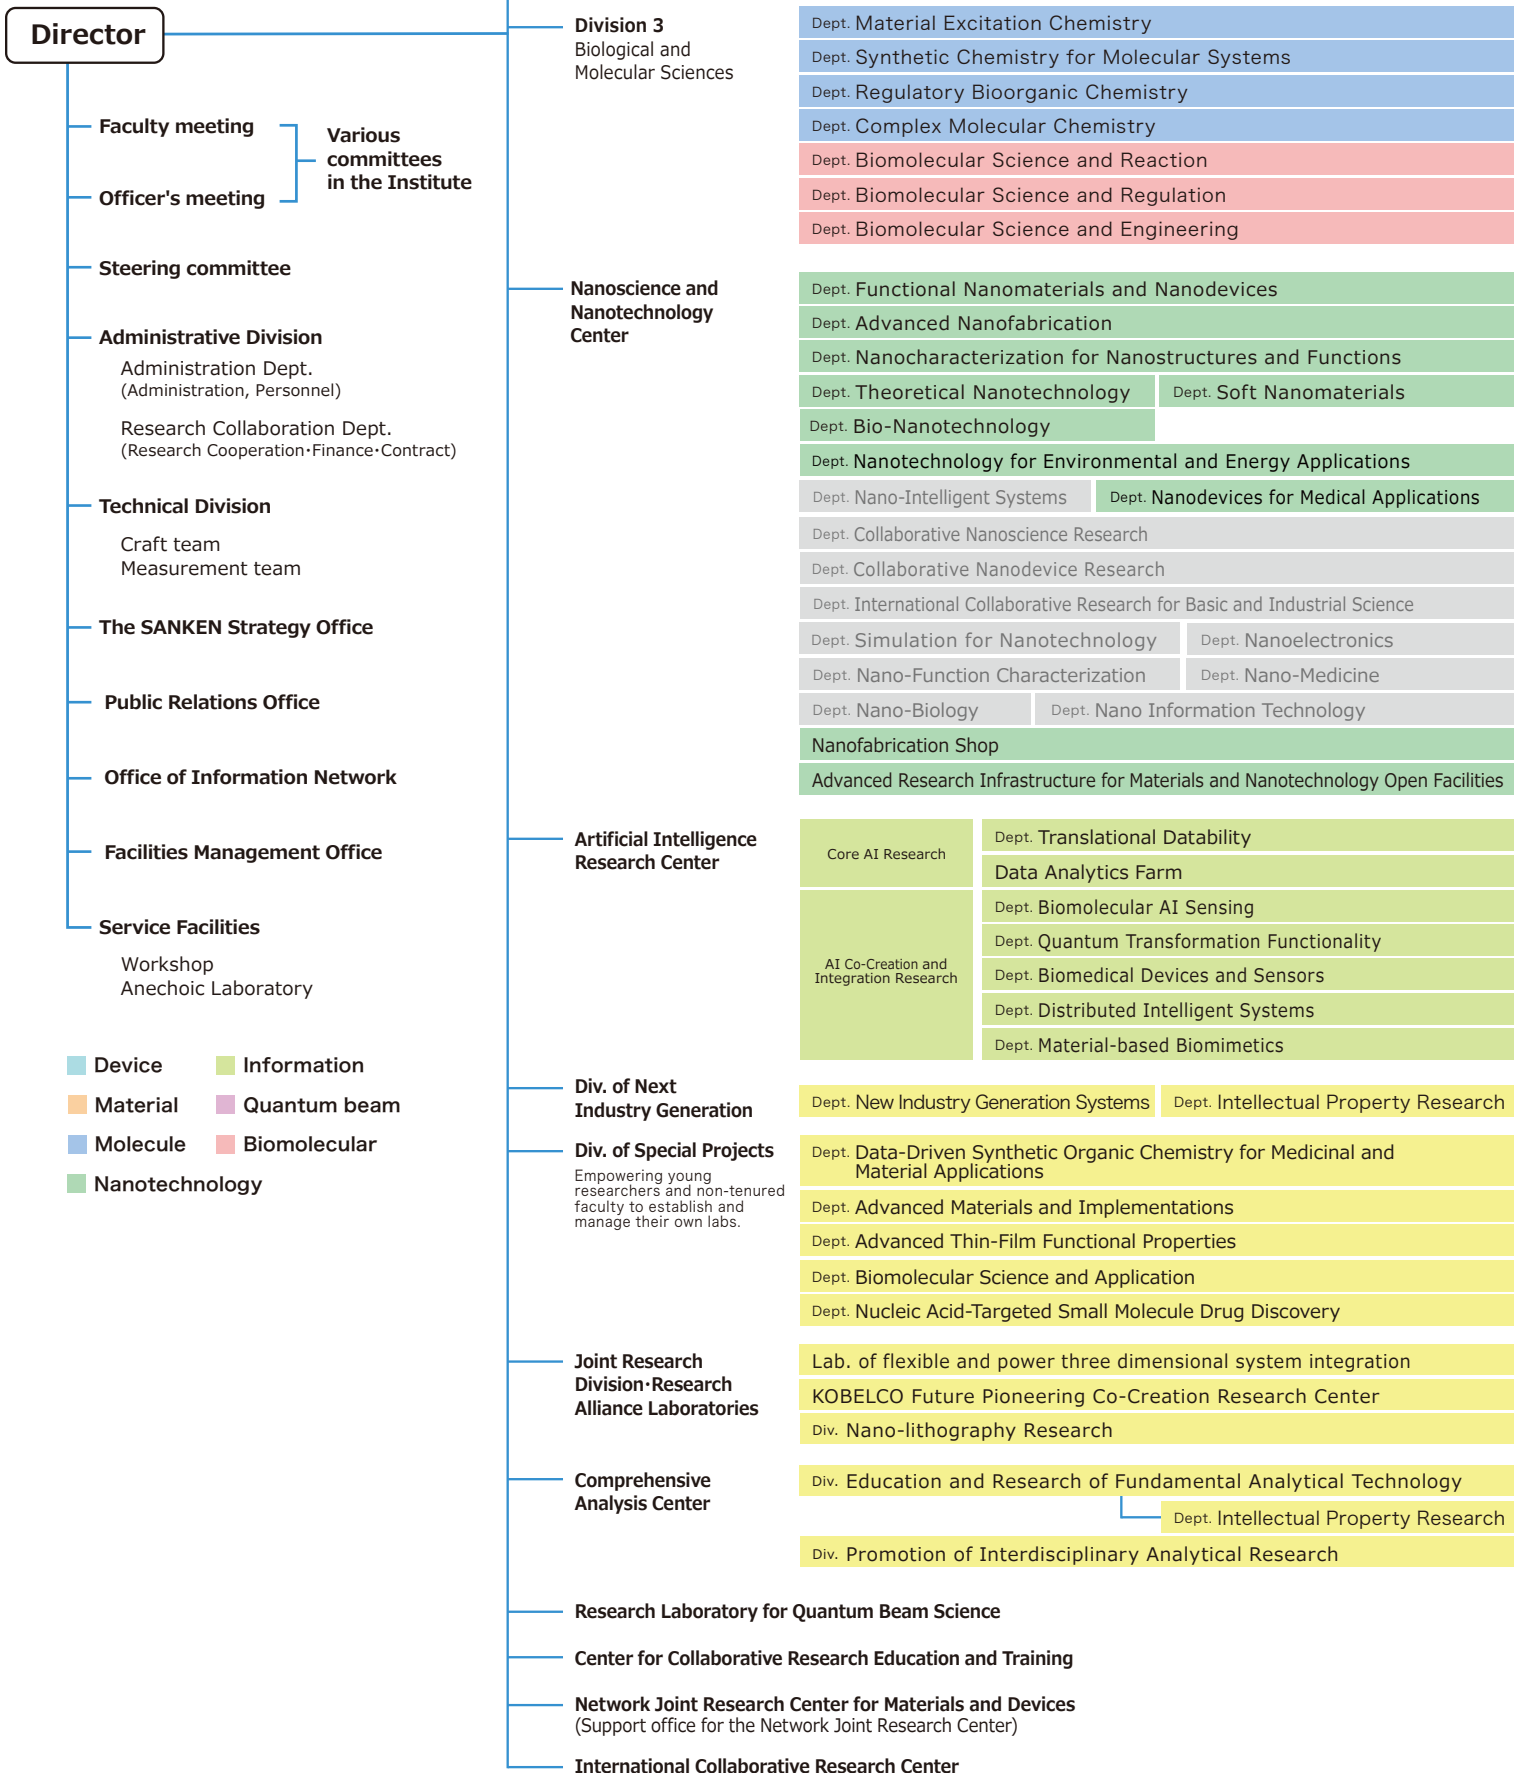 Director
Faculty meeting
Officer's meeting
Various
committees
in the Institute
Steering committee
Administrative Division
Administration Dept.
(Administration, Personnel)
Research Collaboration Dept.
(Research Cooperation・Finance・Contract)
Technical Division
Craft team
Measurement team
The SANKEN Strategy Office
Public Relations Office
Office of Information Network
Facilities Management Office
Service Facilities
Workshop
Anechoic Laboratory
Device
Information
Material
Quantum beam
Molecule
Biomolecular
Nanotechnology
Division 3
Biological and
Molecular Sciences
Dept. Material Excitation Chemistry
Dept. Synthetic Chemistry for Molecular Systems
Dept. Regulatory Bioorganic Chemistry
Dept. Complex Molecular Chemistry
Dept. Biomolecular Science and Reaction
Dept. Biomolecular Science and Regulation
Dept. Biomolecular Science and Engineering
Nanoscience and
Nanotechnology
Center
Dept. Functional Nanomaterials and Nanodevices
Dept. Advanced Nanofabrication
Dept. Nanocharacterization for Nanostructures and Functions
Dept. Theoretical Nanotechnology
Dept. Soft Nanomaterials
Dept. Bio-Nanotechnology
Dept. Nanotechnology for Environmental and Energy Applications
Dept. Nano-Intelligent Systems
Dept. Nanodevices for Medical Applications
Dept. Collaborative Nanoscience Research
Dept. Collaborative Nanodevice Research
Dept. International Collaborative Research for Basic and Industrial Science
Dept. Simulation for Nanotechnology
Dept. Nanoelectronics
Dept. Nano-Function Characterization
Dept. Nano-Medicine
Dept. Nano-Biology
Dept. Nano Information Technology
Nanofabrication Shop
Advanced Research Infrastructure for Materials and Nanotechnology Open Facilities
Artificial Intelligence
Research Center
Core AI Research
Dept. Translational Datability
Data Analytics Farm
AI Co-Creation and
Integration Research
Dept. Biomolecular AI Sensing
Dept. Quantum Transformation Functionality
Dept. Biomedical Devices and Sensors
Dept. Distributed Intelligent Systems
Dept. Material-based Biomimetics
Div. of Next
Industry Generation
Dept. New Industry Generation Systems
Dept. Intellectual Property Research
Div. of Special Projects
Empowering young
researchers and non-tenured
faculty to establish and
manage their own labs.
Dept. Data-Driven Synthetic Organic Chemistry for Medicinal and
Material Applications
Dept. Advanced Materials and Implementations
Dept. Advanced Thin-Film Functional Properties
Dept. Biomolecular Science and Application
Dept. Nucleic Acid-Targeted Small Molecule Drug Discovery
Joint Research
Division・Research
Alliance Laboratories
Lab. of flexible and power three dimensional system integration
KOBELCO Future Pioneering Co-Creation Research Center
Div. Nano-lithography Research
Comprehensive
Analysis Center
Div. Education and Research of Fundamental Analytical Technology
Dept. Intellectual Property Research
Div. Promotion of Interdisciplinary Analytical Research
Research Laboratory for Quantum Beam Science
Center for Collaborative Research Education and Training
Network Joint Research Center for Materials and Devices
(Support office for the Network Joint Research Center)
International Collaborative Research Center